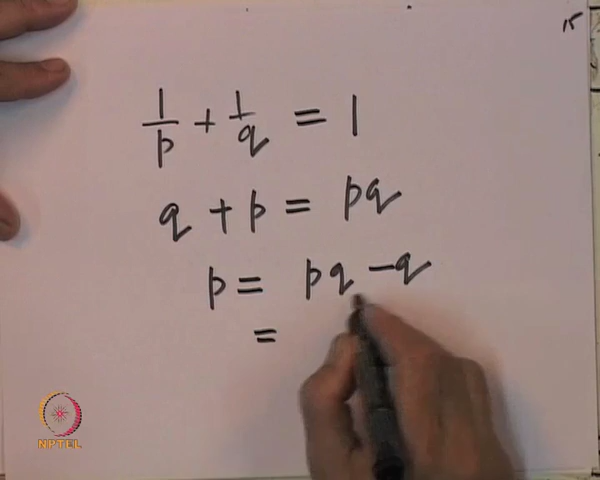 15
1/p + 1/q = 1
q + p = pq
p = pq - q
=
NPTEL